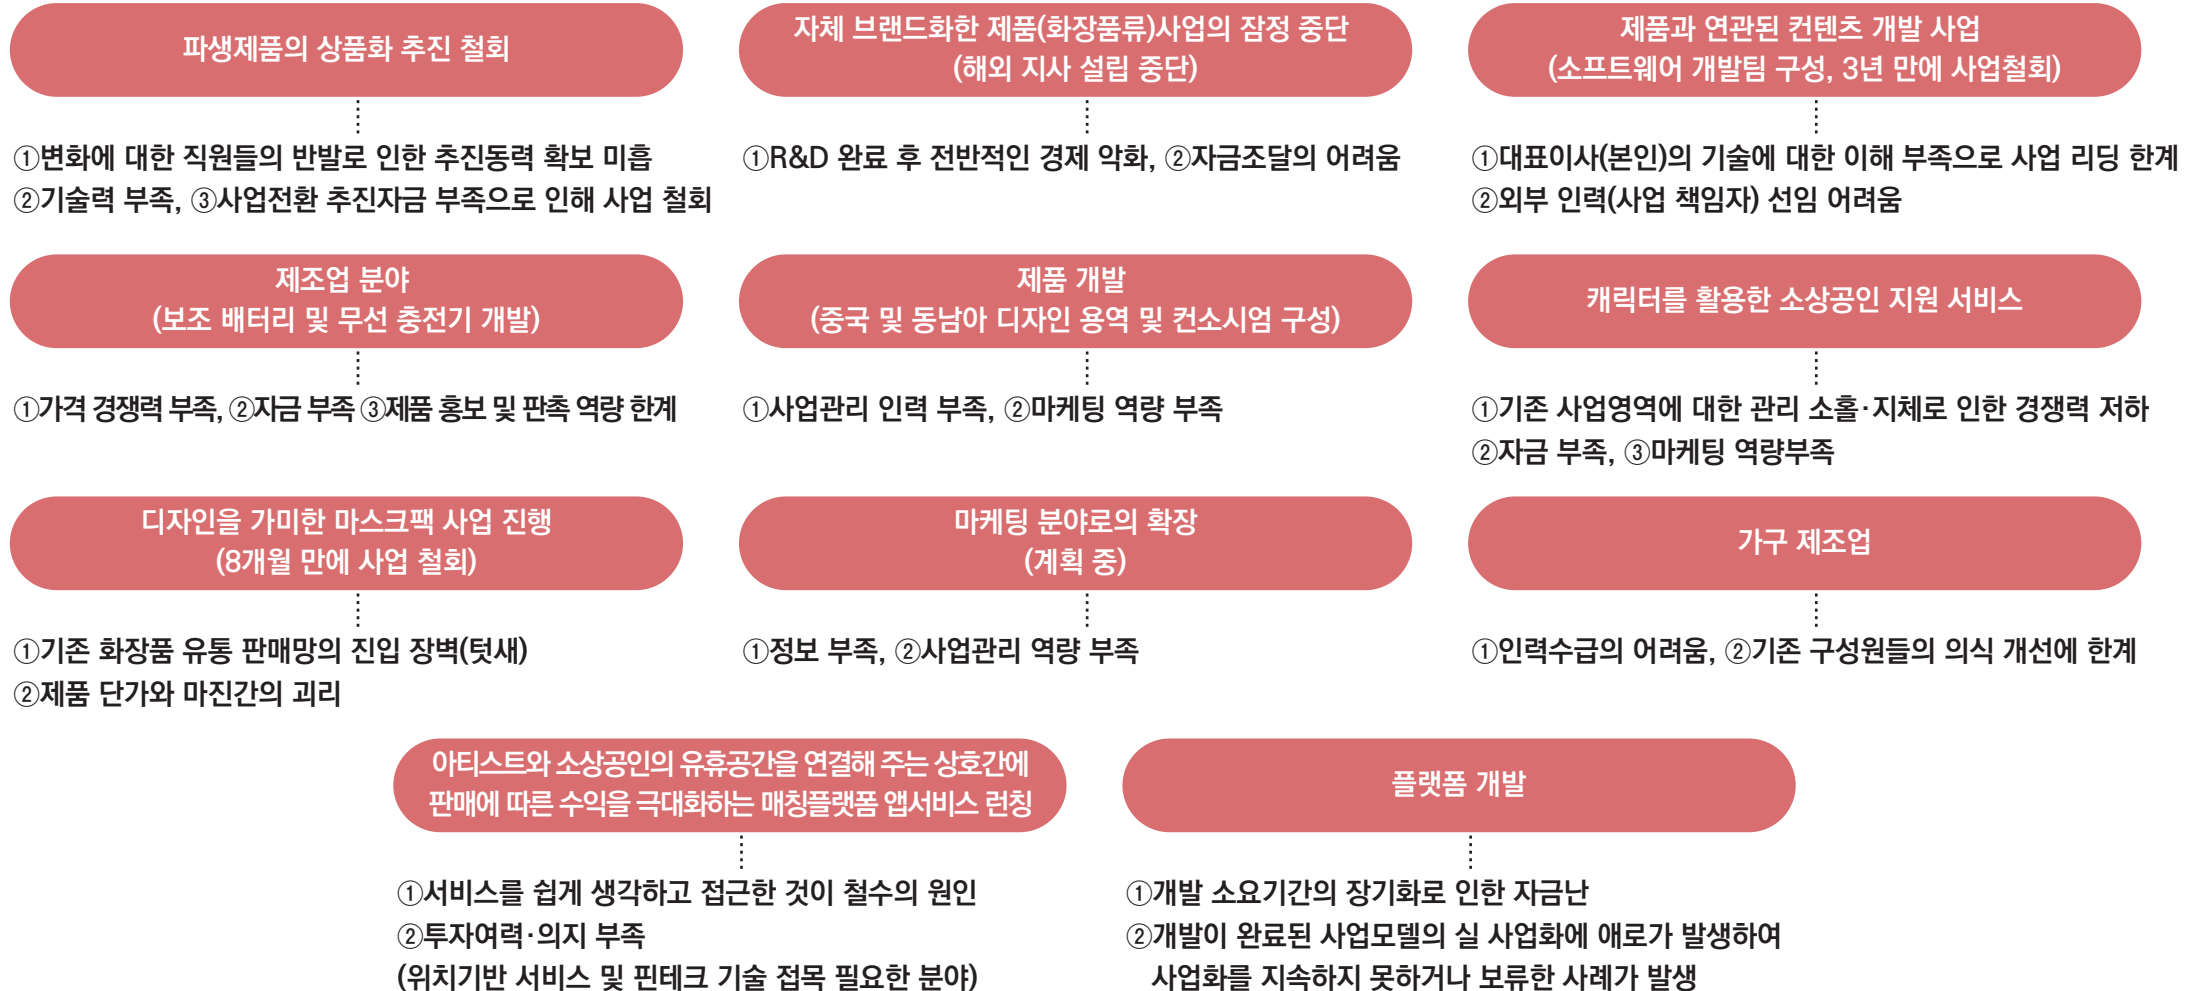 파생제품의 상품화 추진 철회
①변화에 대한 직원들의 반발로 인한 추진동력 확보 미흡
②기술력 부족, ③사업전환 추진자금 부족으로 인해 사업 철회
자체 브랜드화한 제품(화장품류)사업의 잠정 중단
(해외 지사 설립 중단)
①R&D 완료 후 전반적인 경제 악화, ②자금조달의 어려움
제품과 연관된 컨텐츠 개발 사업
(소프트웨어 개발팀 구성, 3년 만에 사업철회)
①대표이사(본인)의 기술에 대한 이해 부족으로 사업 리딩 한계
②외부 인력(사업 책임자) 선임 어려움
제조업 분야
(보조 배터리 및 무선 충전기 개발)
①가격 경쟁력 부족, ②자금 부족 ③제품 홍보 및 판촉 역량 한계
제품 개발
(중국 및 동남아 디자인 용역 및 컨소시엄 구성)
①사업관리 인력 부족, ②마케팅 역량 부족
캐릭터를 활용한 소상공인 지원 서비스
①기존 사업영역에 대한 관리 소홀·지체로 인한 경쟁력 저하
②자금 부족, ③마케팅 역량부족
디자인을 가미한 마스크팩 사업 진행
(8개월 만에 사업 철회)
①기존 화장품 유통 판매망의 진입 장벽(텃새)
②제품 단가와 마진간의 괴리
마케팅 분야로의 확장
(계획 중)
①정보 부족, ②사업관리 역량 부족
가구 제조업
①인력수급의 어려움, ②기존 구성원들의 의식 개선에 한계
아티스트와 소상공인의 유휴공간을 연결해 주는 상호간에
판매에 따른 수익을 극대화하는 매칭플랫폼 앱서비스 런칭
①서비스를 쉽게 생각하고 접근한 것이 철수의 원인
②투자여력·의지 부족
(위치기반 서비스 및 핀테크 기술 접목 필요한 분야)
플랫폼 개발
①개발 소요기간의 장기화로 인한 자금난
②개발이 완료된 사업모델의 실 사업화에 애로가 발생하여
사업화를 지속하지 못하거나 보류한 사례가 발생